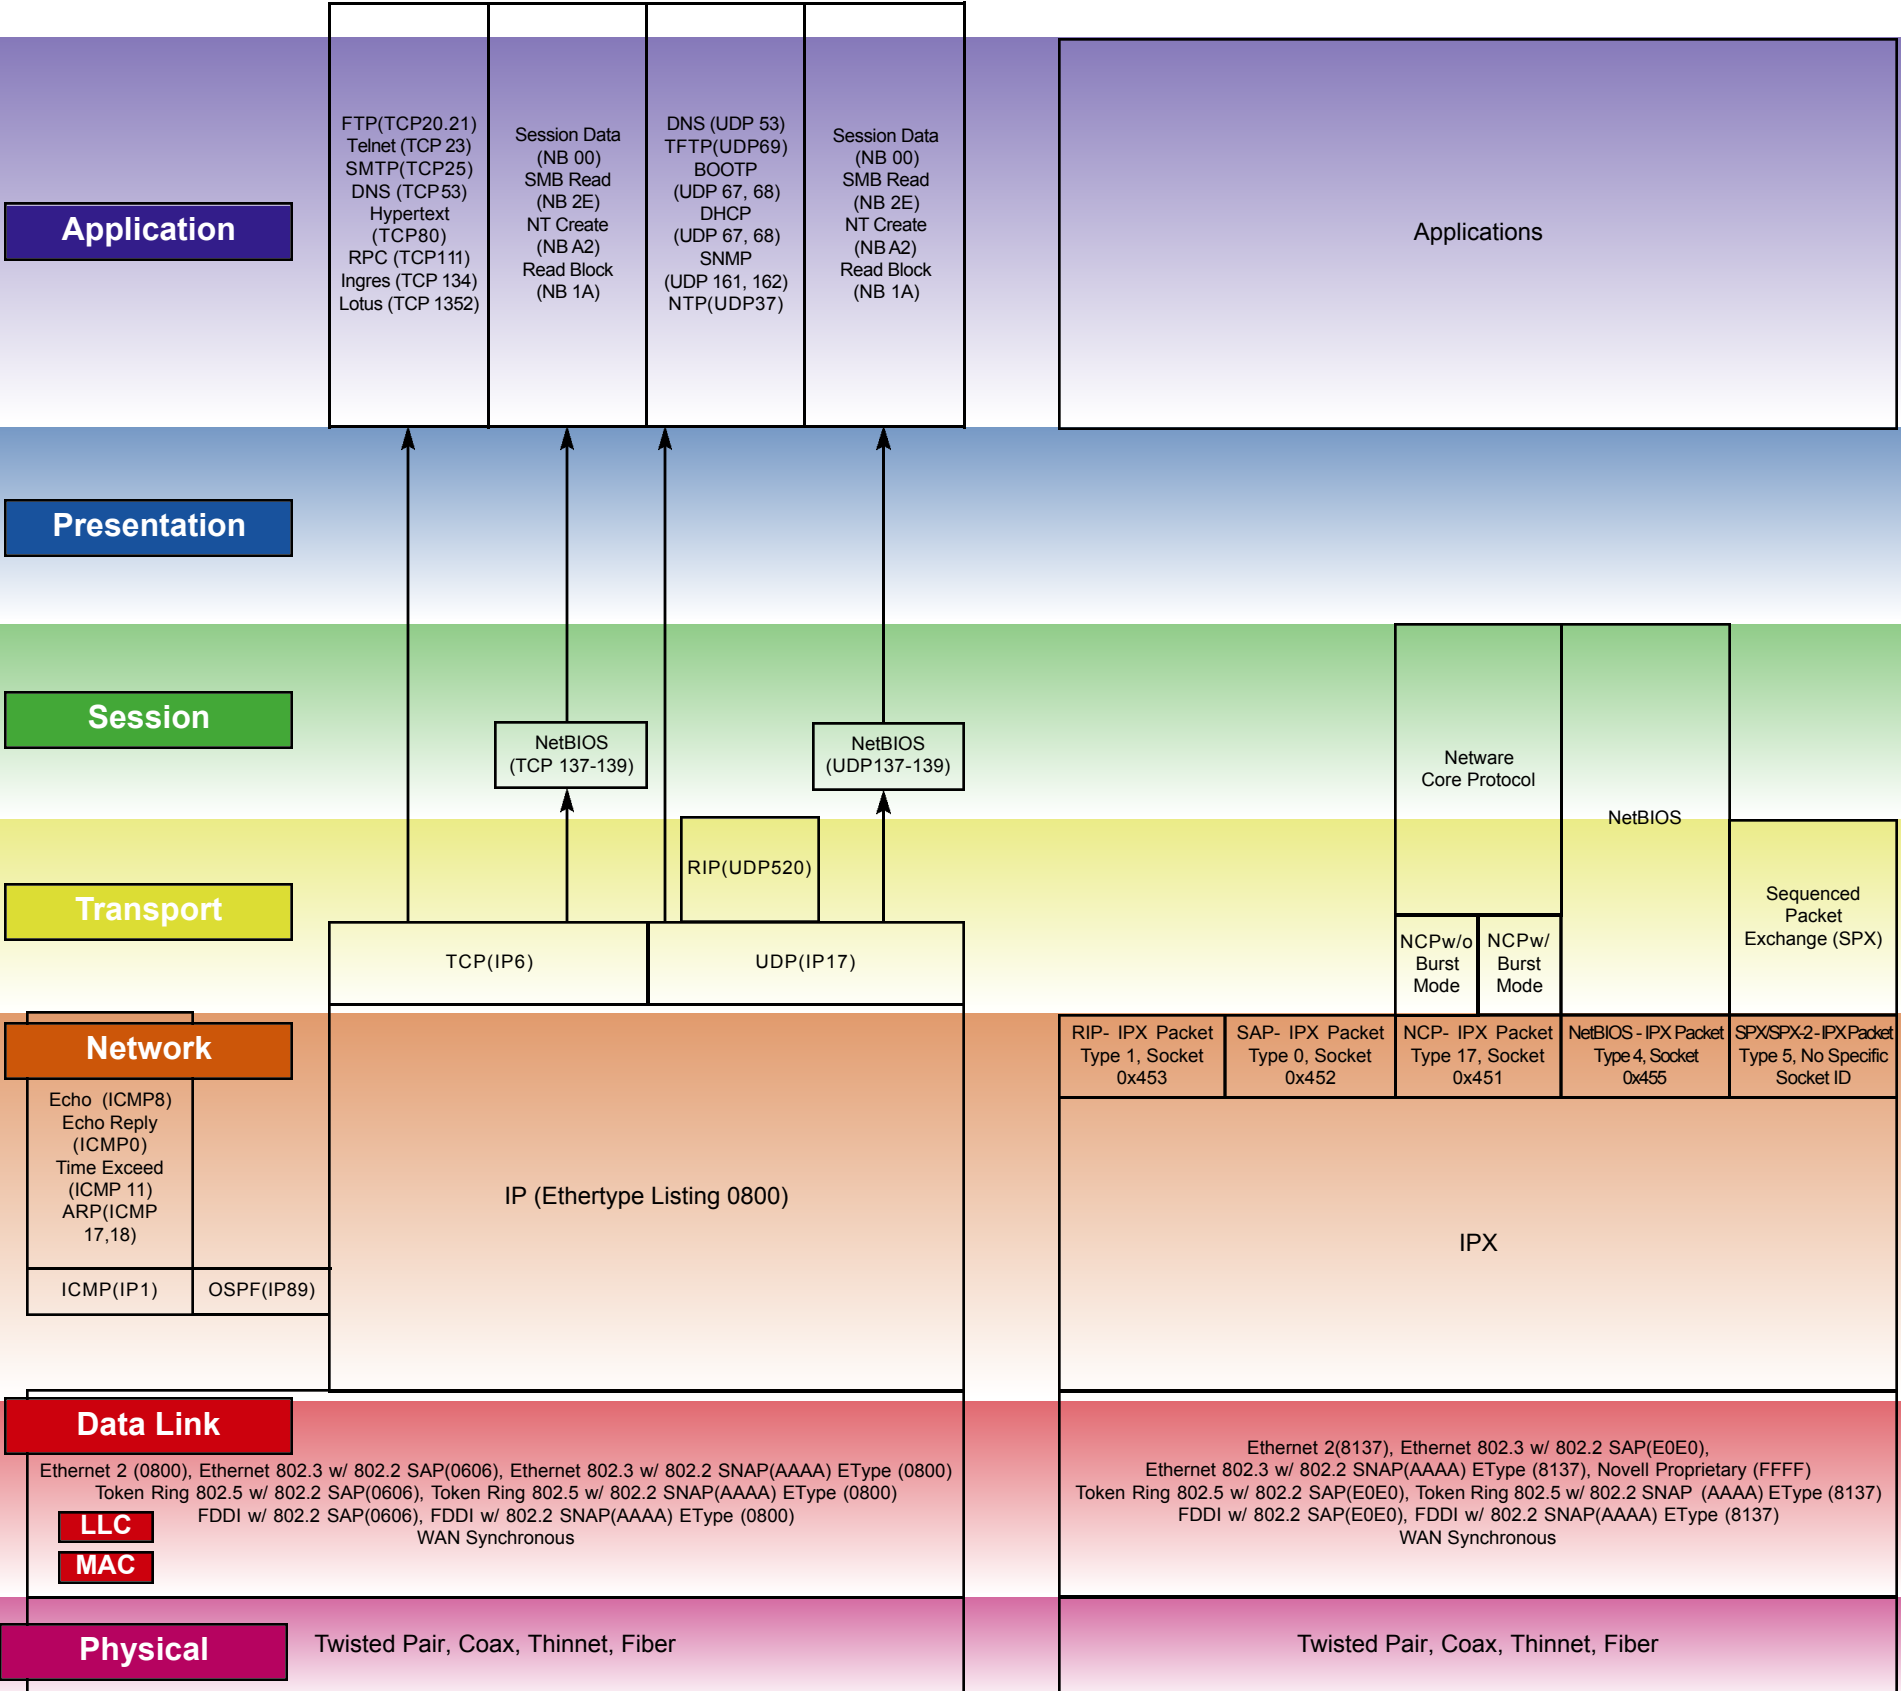 Application
FTP(TCP20.21)
Telnet (TCP 23)
SMTP(TCP25)
DNS (TCP53)
Hypertext
(TCP80)
RPC (TCP111)
Ingres (TCP 134)
Lotus (TCP 1352)
Session Data
(NB 00)
SMB Read
(NB 2E)
NT Create
(NB A2)
Read Block
(NB 1A)
DNS (UDP 53)
TFTP(UDP69)
BOOTP
(UDP 67, 68)
DHCP
(UDP 67, 68)
SNMP
(UDP 161, 162)
NTP(UDP37)
Session Data
(NB 00)
SMB Read
(NB 2E)
NT Create
(NB A2)
Read Block
(NB 1A)
Applications
Presentation
Session
NetBIOS
(TCP 137-139)
NetBIOS
(UDP137-139)
Netware
Core Protocol
NetBIOS
Transport
RIP(UDP520)
TCP(IP6)
UDP(IP17)
NCPw/o
Burst
Mode
NCPw/
Burst
Mode
Sequenced
Packet
Exchange (SPX)
Network
Echo (ICMP8)
Echo Reply
(ICMP0)
Time Exceed
(ICMP 11)
ARP(ICMP
17,18)
ICMP(IP1)
OSPF(IP89)
IP (Ethertype Listing 0800)
RIP- IPX Packet
Type 1, Socket
0x453
SAP- IPX Packet
Type 0, Socket
0x452
NCP- IPX Packet
Type 17, Socket
0x451
NetBIOS - IPX Packet
Type 4, Socket
0x455
SPX/SPX-2 - IPX Packet
Type 5, No Specific
Socket ID
IPX
Data Link
Ethernet 2 (0800), Ethernet 802.3 w/ 802.2 SAP(0606), Ethernet 802.3 w/ 802.2 SNAP(AAAA) EType (0800)
Token Ring 802.5 w/ 802.2 SAP(0606), Token Ring 802.5 w/ 802.2 SNAP(AAAA) EType (0800)
FDDI w/ 802.2 SAP(0606), FDDI w/ 802.2 SNAP(AAAA) EType (0800)
WAN Synchronous
LLC
MAC
Ethernet 2(8137), Ethernet 802.3 w/ 802.2 SAP(E0E0),
Ethernet 802.3 w/ 802.2 SNAP(AAAA) EType (8137), Novell Proprietary (FFFF)
Token Ring 802.5 w/ 802.2 SAP(E0E0), Token Ring 802.5 w/ 802.2 SNAP (AAAA) EType (8137)
FDDI w/ 802.2 SAP(E0E0), FDDI w/ 802.2 SNAP(AAAA) EType (8137)
WAN Synchronous
Physical
Twisted Pair, Coax, Thinnet, Fiber
Twisted Pair, Coax, Thinnet, Fiber